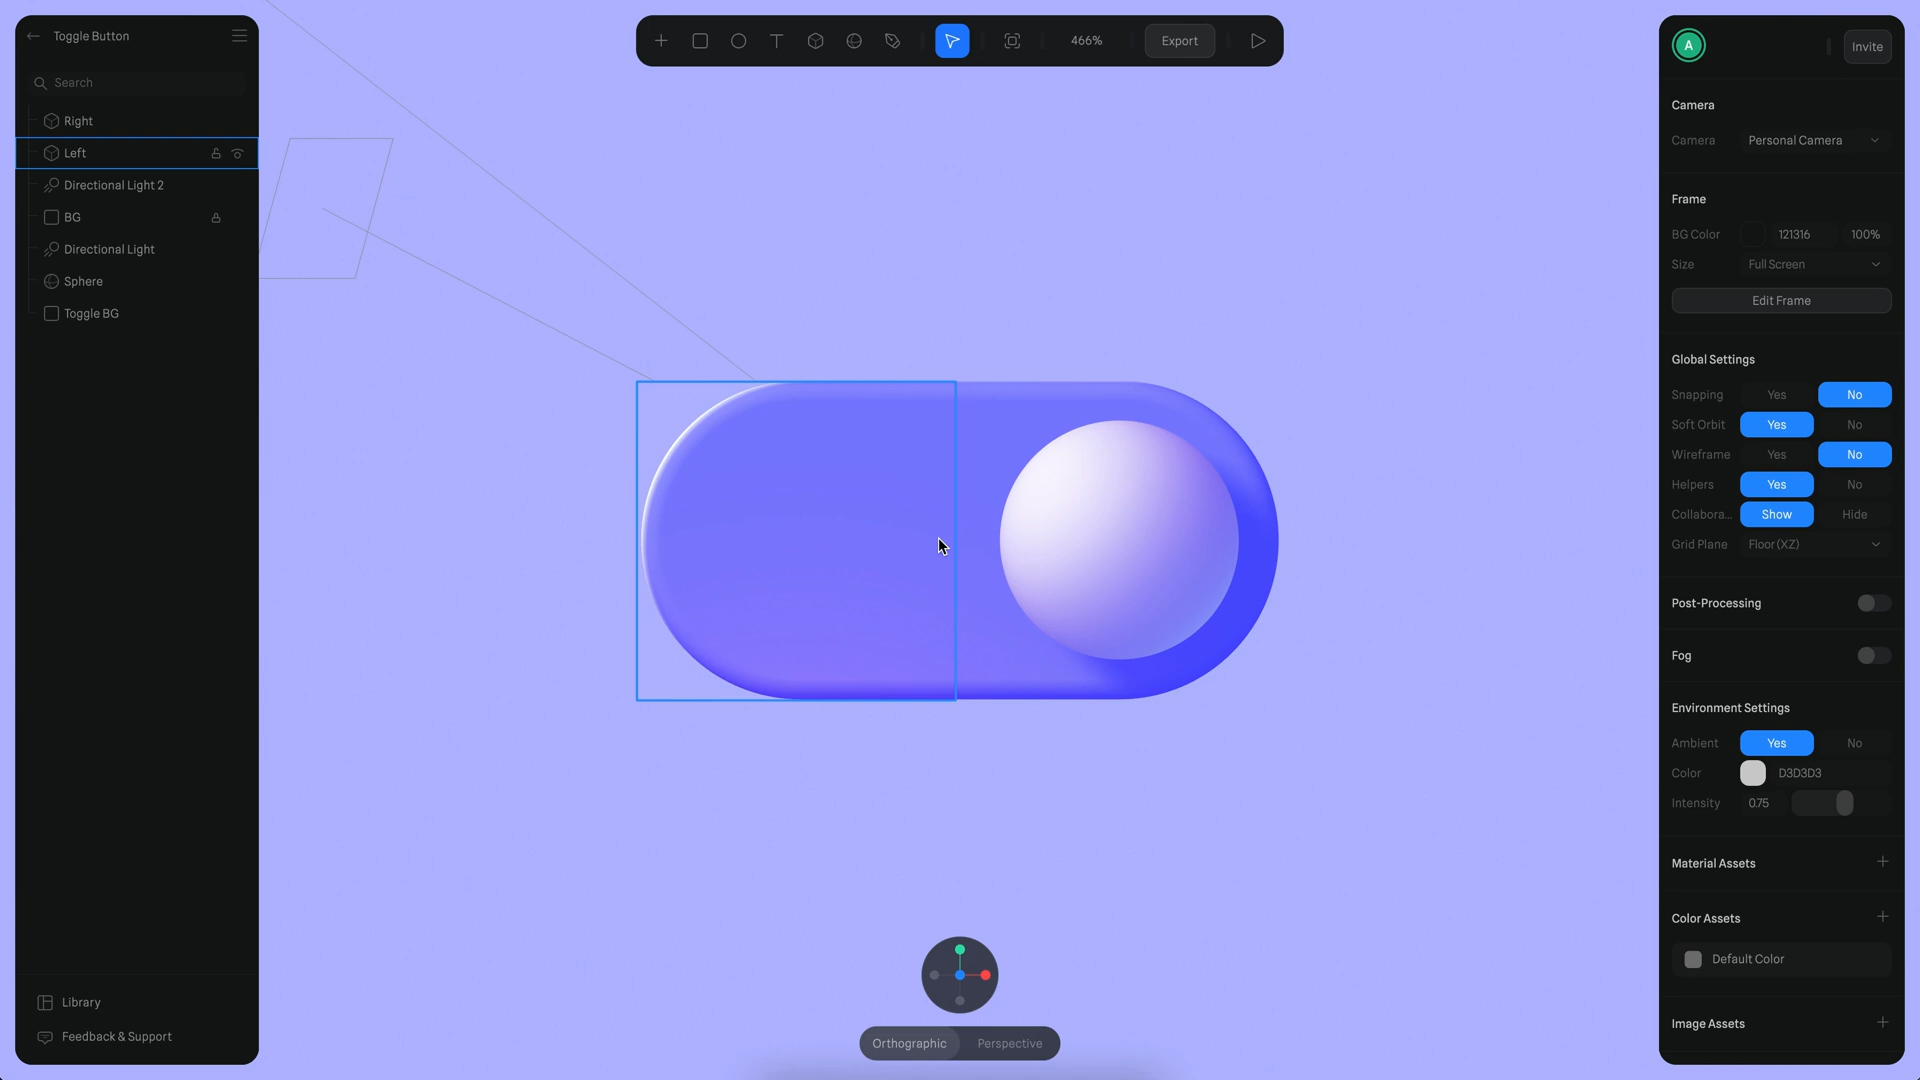 Toggle Button
Search
Right
Left
Directional Light 2
BG
Directional Light
Sphere
Toggle BG
Library
Feedback & Support
466%
Export
Orthographic
Perspective
A
Invite
Camera
Camera Personal Camera
Frame
BG Color 121316 100%
Size Full Screen
Edit Frame
Global Settings
Snapping Yes No
Soft Orbit Yes No
Wireframe Yes No
Helpers Yes No
Collabora... Show Hide
Grid Plane Floor (XZ)
Post-Processing
Fog
Environment Settings
Ambient Yes No
Color D3D3D3
Intensity 0.75
Material Assets
Color Assets
Default Color
Image Assets